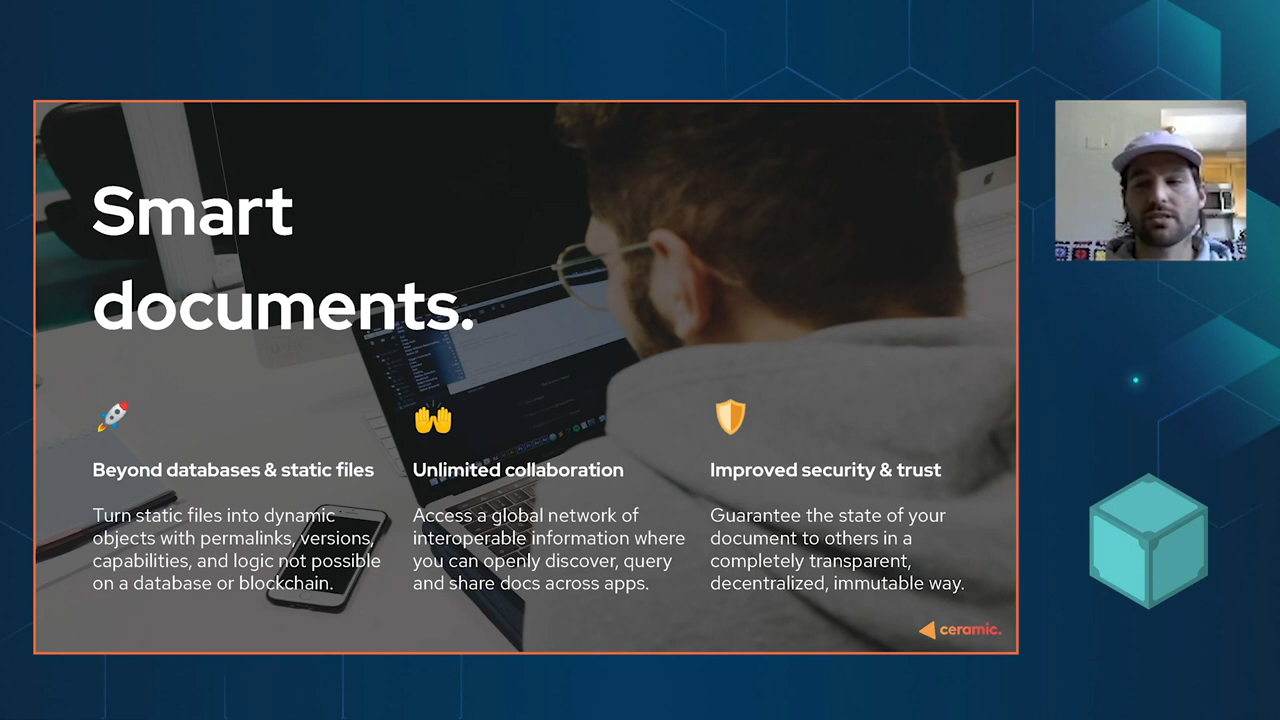 Smart
documents.
Beyond databases & static files
Turn static files into dynamic
objects with permalinks, versions,
capabilities, and logic not possible
on a database or blockchain.
Unlimited collaboration
Access a global network of
interoperable information where
you can openly discover, query
and share docs across apps.
Improved security & trust
Guarantee the state of your
document to others in a
completely transparent,
decentralized, immutable way.
ceramic.